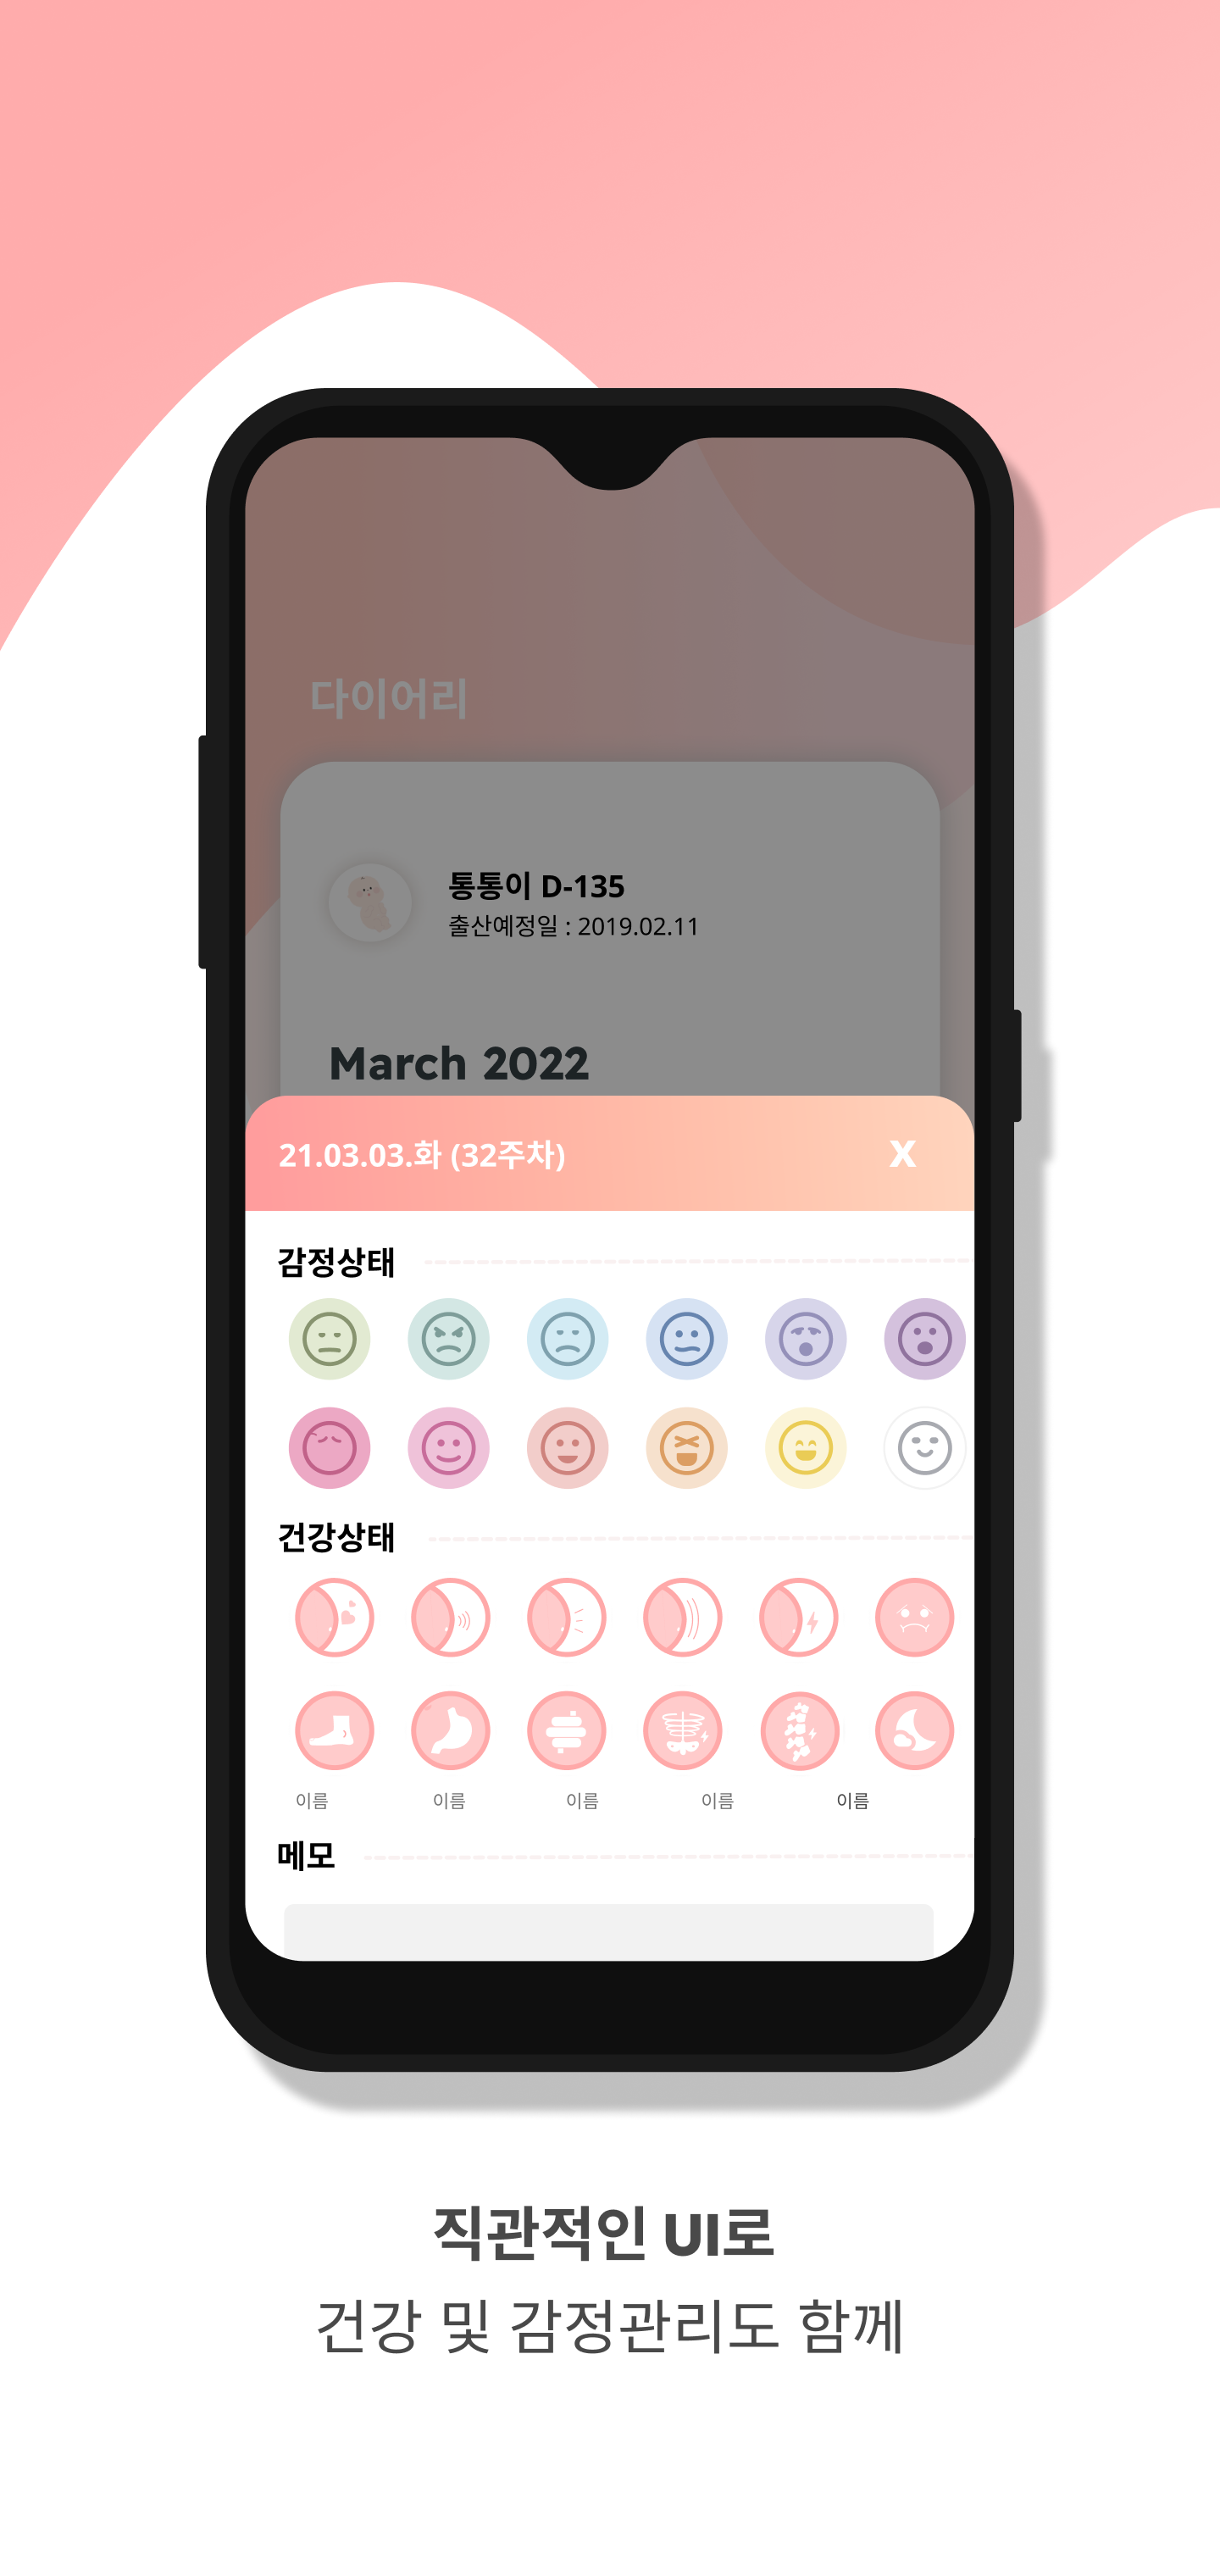 다이어리
통통이 D-135
출산예정일 : 2019.02.11
March 2022
21.03.03.화 (32주차) X
감정상태
건강상태
이름 이름 이름 이름 이름
메모
직관적인 UI로
건강 및 감정관리도 함께